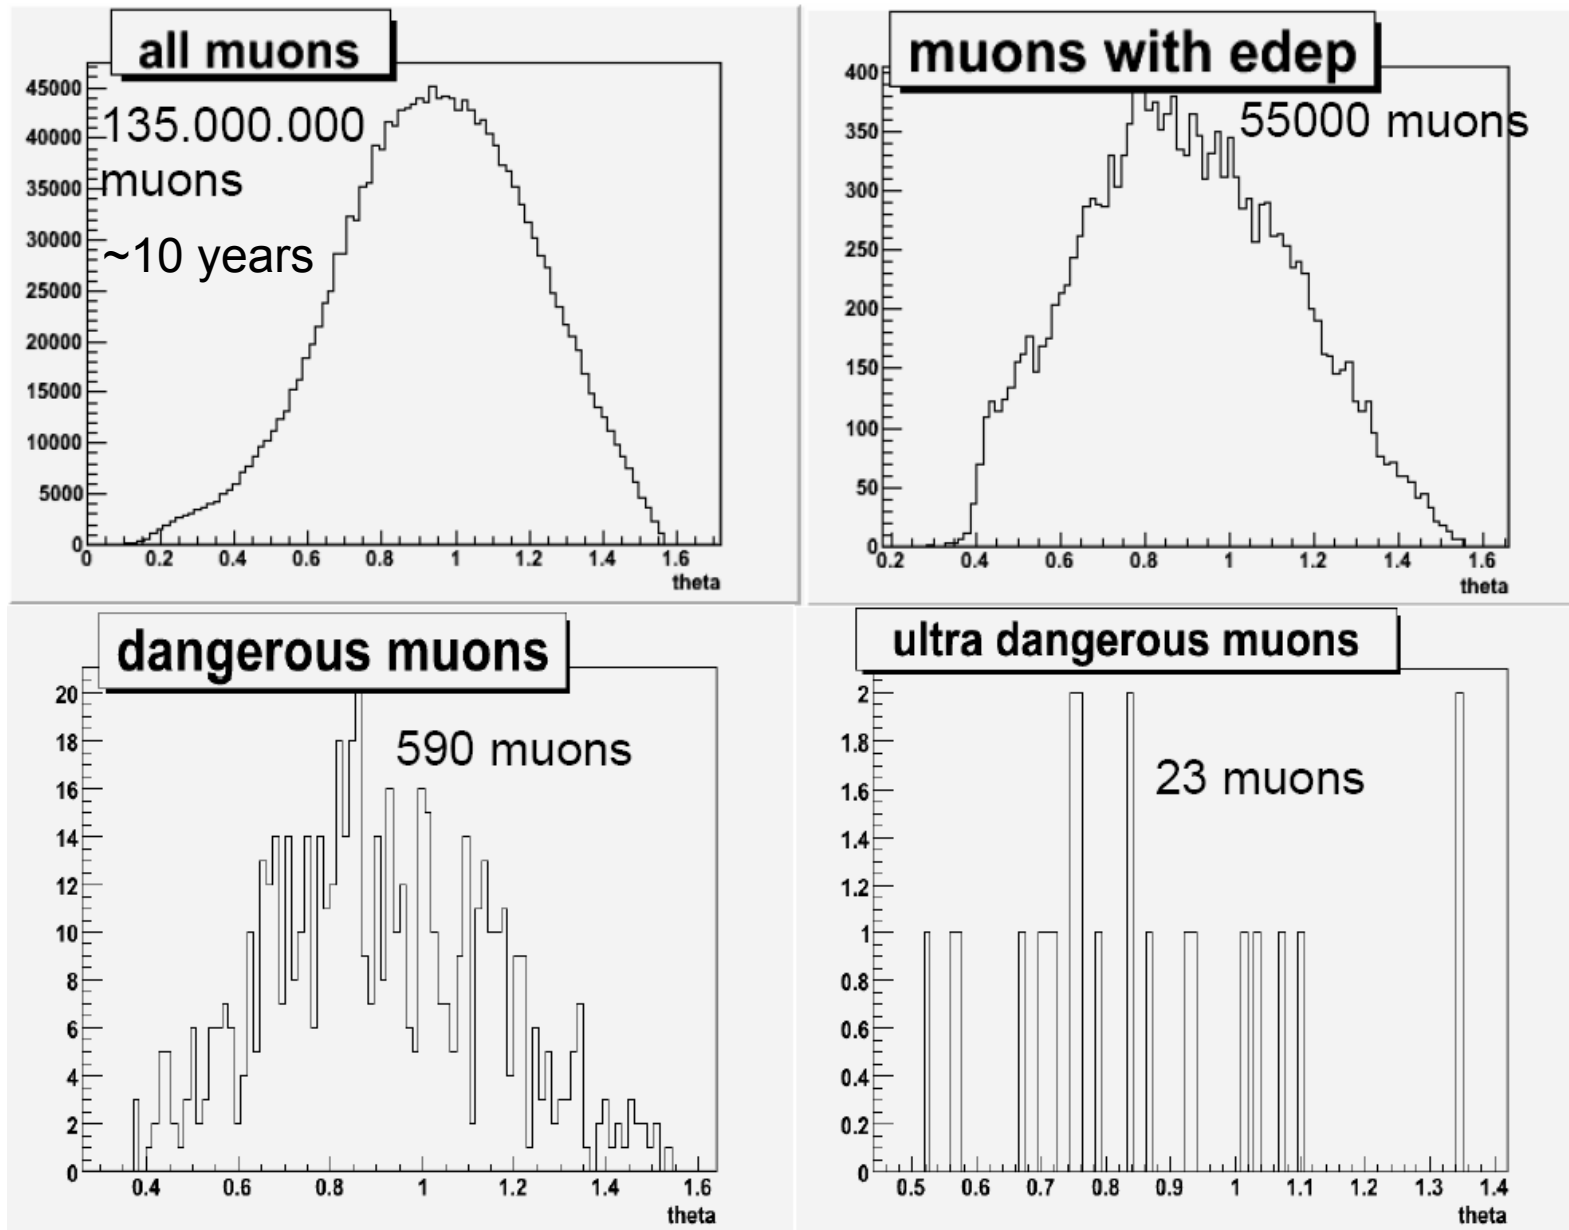 all muons
135.000.000
muons
~10 years
45000
40000
35000
30000
25000
20000
15000
10000
5000
0
0 0.2 0.4 0.6 0.8 1 1.2 1.4 1.6
theta
muons with edep
55000 muons
400
350
300
250
200
150
100
50
0
0.2 0.4 0.6 0.8 1 1.2 1.4 1.6
theta
dangerous muons
590 muons
20
18
16
14
12
10
8
6
4
2
0
0.4 0.6 0.8 1 1.2 1.4 1.6
theta
ultra dangerous muons
23 muons
2
1.8
1.6
1.4
1.2
1
0.8
0.6
0.4
0.2
0
0.5 0.6 0.7 0.8 0.9 1 1.1 1.2 1.3 1.4
theta